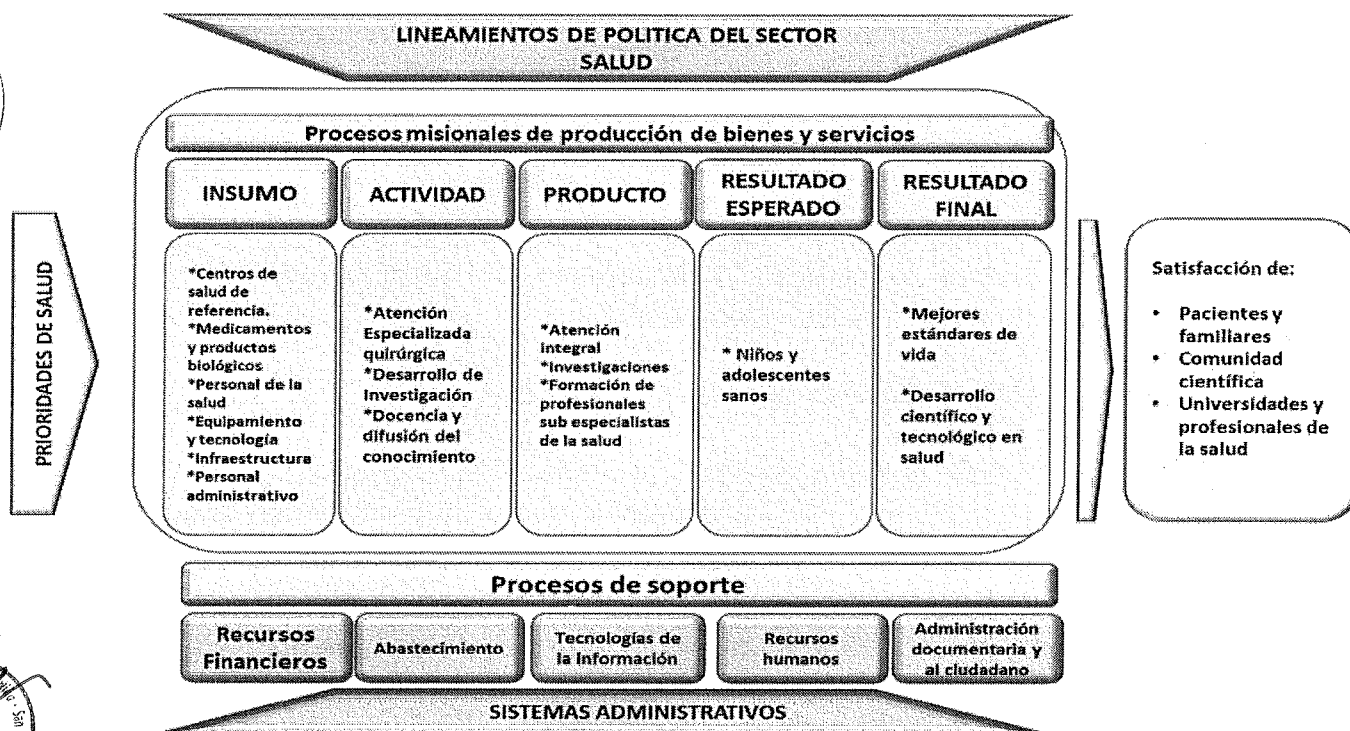 LINEAMIENTOS DE POLITICA DEL SECTOR
SALUD
Procesos misionales de producción de bienes y servicios
INSUMO
ACTIVIDAD
PRODUCTO
RESULTADO
ESPERADO
RESULTADO
FINAL
PRIORIDADES DE SALUD
*Centros de
salud de
referencia.
*Medicamentos
y productos
biológicos
*Personal de la
salud
*Equipamiento
y tecnología
*Infraestructura
*Personal
administrativo
*Atención
Especializada
quirúrgica
*Desarrollo de
Investigación
*Docencia y
difusión del
conocimiento
*Atención
integral
*Investigaciones
*Formación de
profesionales
sub especialistas
de la salud
* Niños y
adolescentes
sanos
*Mejores
estándares de
vida
*Desarrollo
científico y
tecnológico en
salud
Satisfacción de:
• Pacientes y
familiares
• Comunidad
científica
• Universidades y
profesionales de
la salud
Procesos de soporte
Recursos
Financieros
Abastecimiento
Tecnologías de
la Información
Recursos
humanos
Administración
documentaria y
al ciudadano
SISTEMAS ADMINISTRATIVOS
San